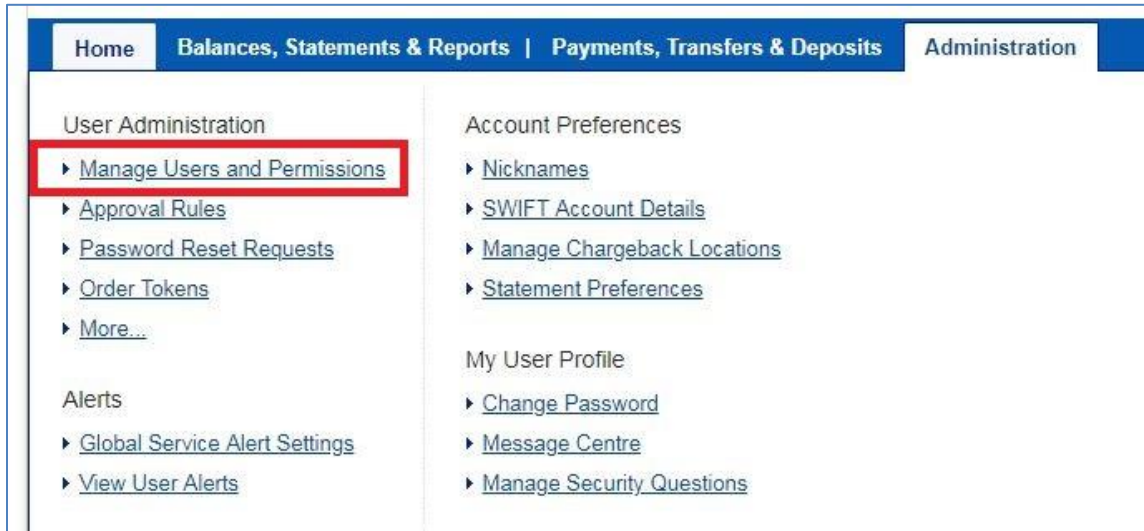 Home Balances, Statements & Reports | Payments, Transfers & Deposits Administration
User Administration
Manage Users and Permissions
Approval Rules
Password Reset Requests
Order Tokens
More...
Alerts
Global Service Alert Settings
View User Alerts
Account Preferences
Nicknames
SWIFT Account Details
Manage Chargeback Locations
Statement Preferences
My User Profile
Change Password
Message Centre
Manage Security Questions